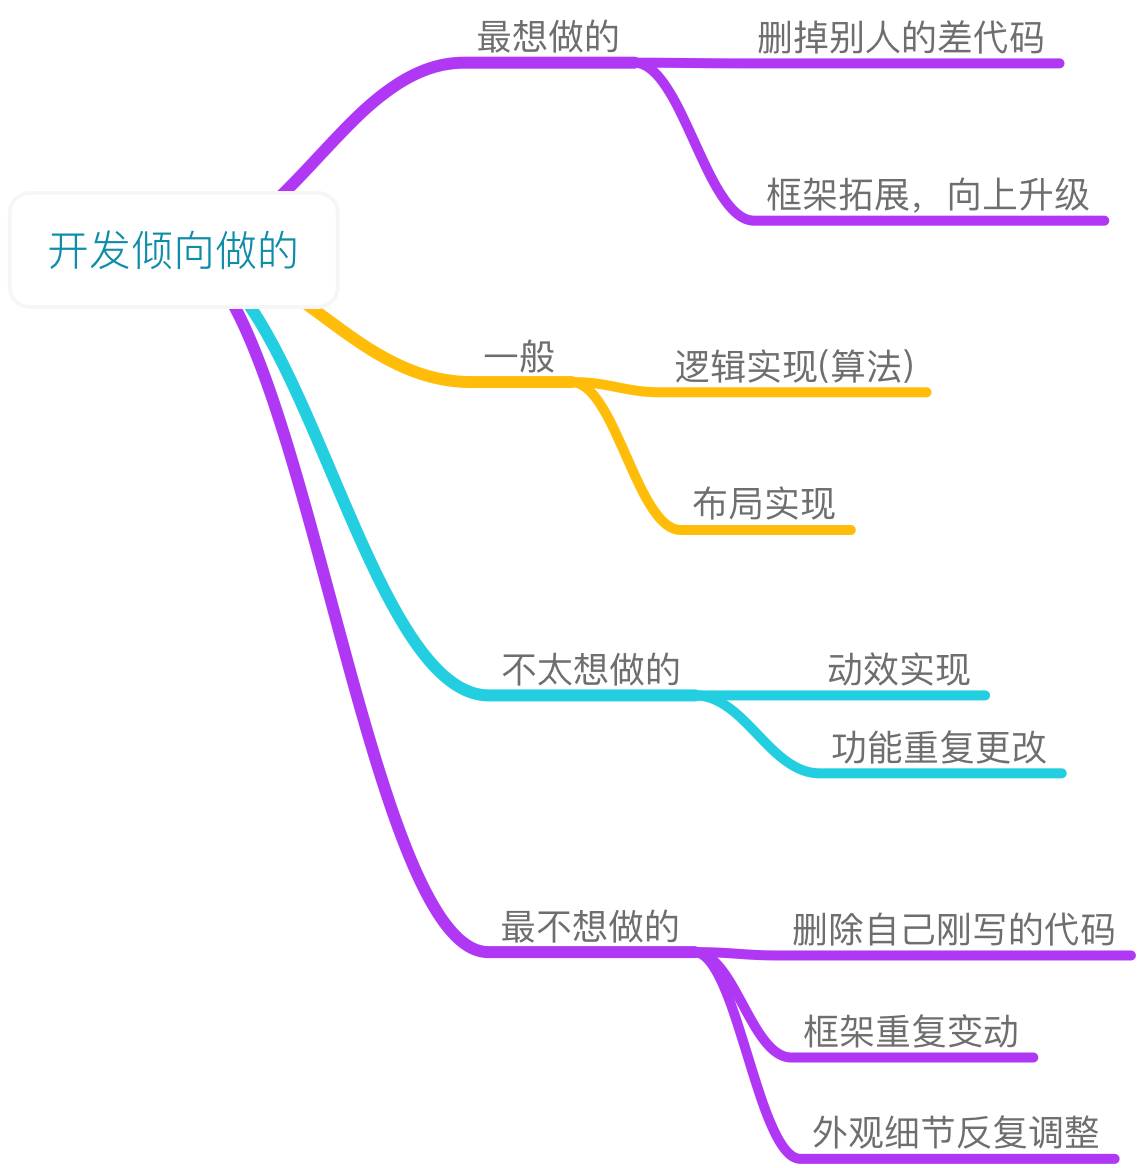 开发倾向做的
最想做的
删掉别人的差代码
框架拓展，向上升级
一般
逻辑实现(算法)
布局实现
不太想做的
动效实现
功能重复更改
最不想做的
删除自己刚写的代码
框架重复变动
外观细节反复调整